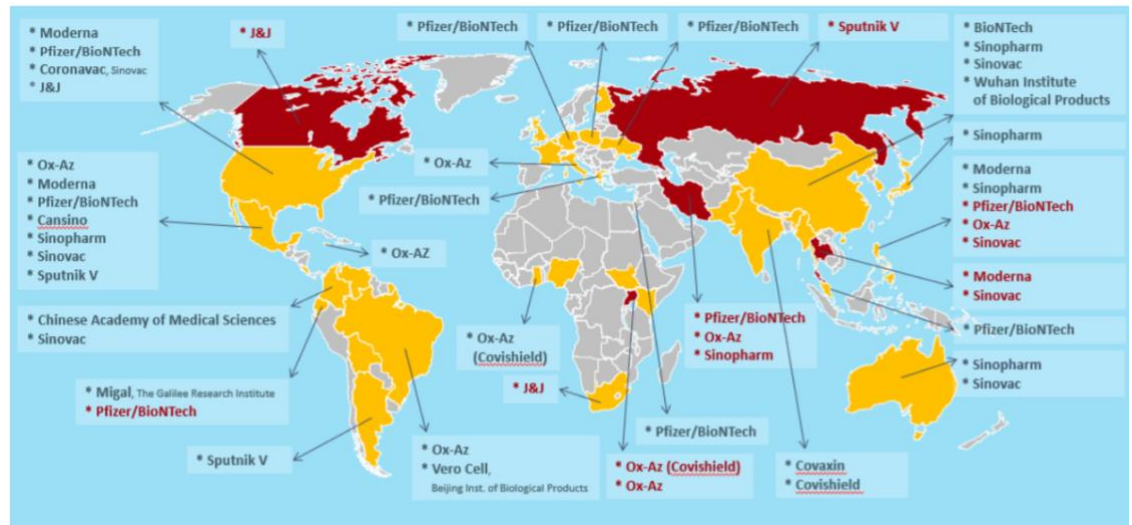 * Moderna
* Pfizer/BioNTech
* Coronavac, Sinovac
* J&J
* J&J
* Pfizer/BioNTech
* Pfizer/BioNTech
* Pfizer/BioNTech
* Sputnik V
* BioNTech
* Sinopharm
* Sinovac
* Wuhan Institute
of Biological Products
* Sinopharm
* Ox-Az
* Moderna
* Pfizer/BioNTech
* Cansino
* Sinopharm
* Sinovac
* Sputnik V
* Ox-Az
* Pfizer/BioNTech
* Ox-AZ
* Moderna
* Sinopharm
* Pfizer/BioNTech
* Ox-Az
* Sinovac
* Moderna
* Sinovac
* Chinese Academy of Medical Sciences
* Sinovac
* Ox-Az
(Covishield)
* Pfizer/BioNTech
* Ox-Az
* Sinopharm
* Pfizer/BioNTech
* Migal, The Galilee Research Institute
* Pfizer/BioNTech
* J&J
* Sinopharm
* Sinovac
* Sputnik V
* Ox-Az
* Vero Cell,
Beijing Inst. of Biological Products
* Pfizer/BioNTech
* Ox-Az (Covishield)
* Ox-Az
* Covaxin
* Covishield